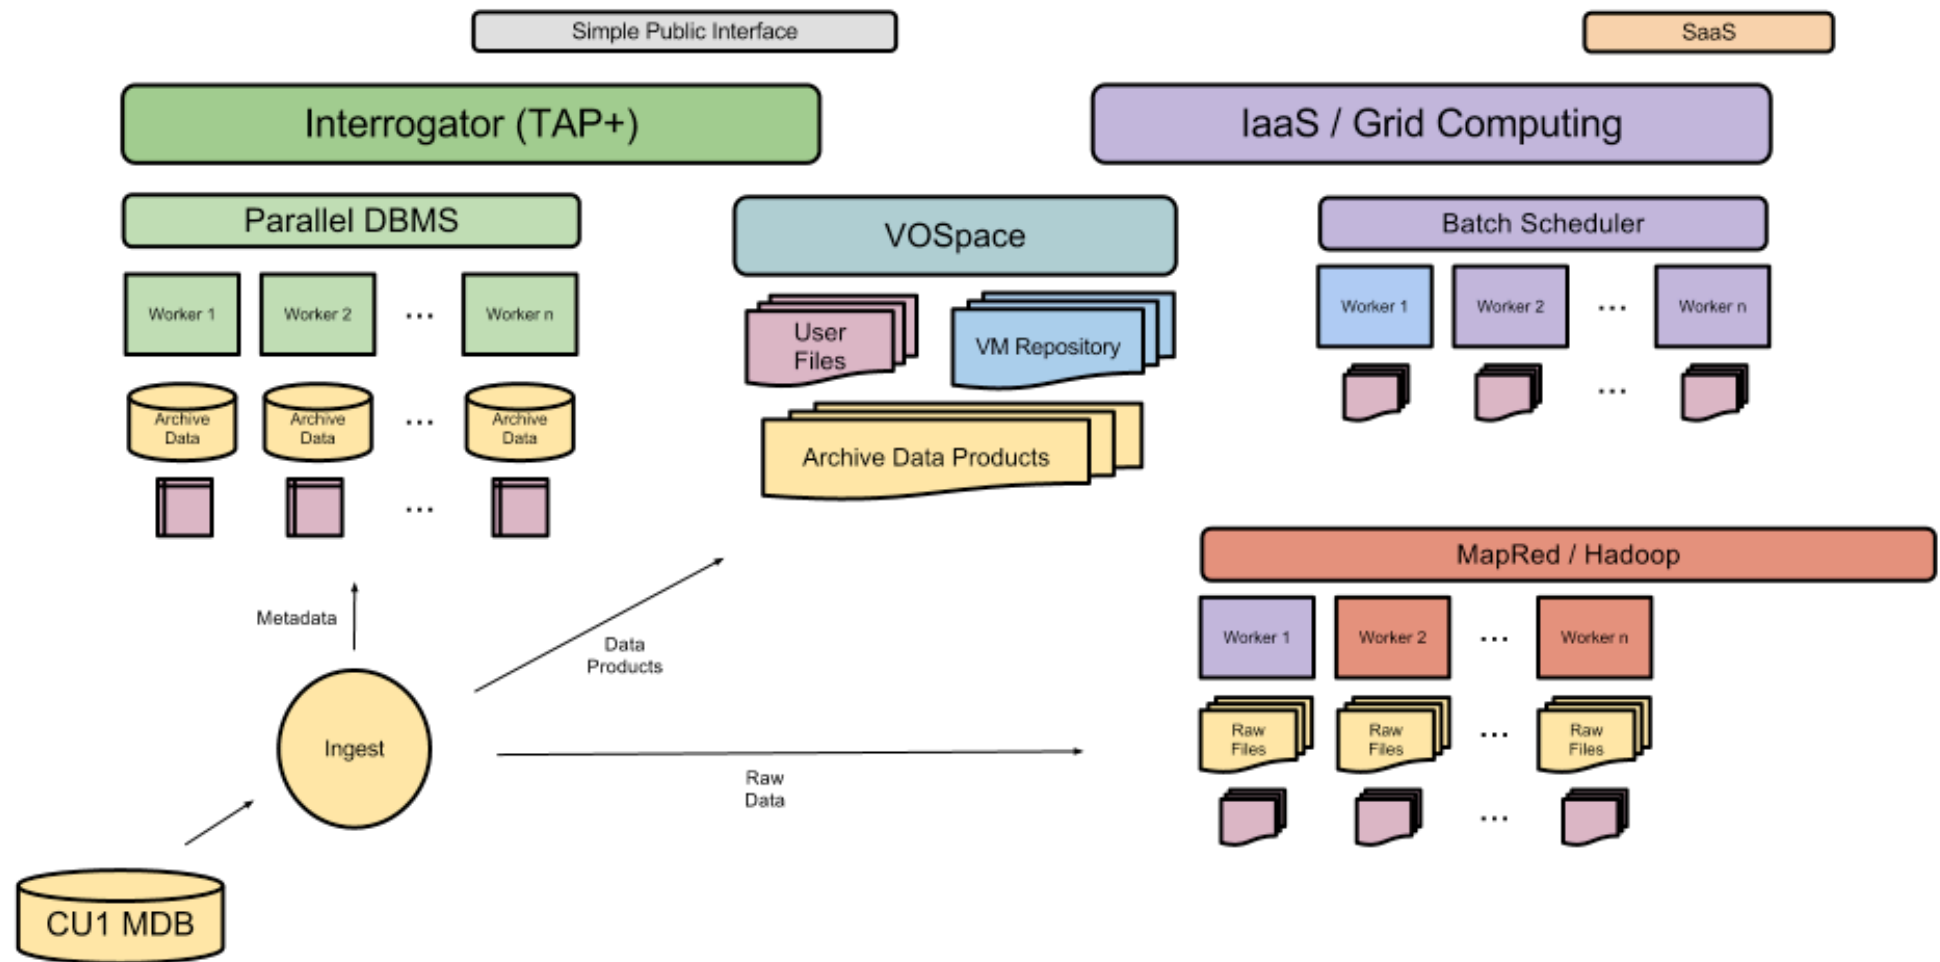 Simple Public Interface
SaaS
Interrogator (TAP+)
IaaS / Grid Computing
Parallel DBMS
VOSpace
Batch Scheduler
Worker 1
Worker 2
...
Worker n
Worker 1
Worker 2
...
Worker n
User
Files
VM Repository
Archive
Data
Archive
Data
...
Archive
Data
...
Archive Data Products
...
MapRed / Hadoop
Metadata
Data
Products
Worker 1
Worker 2
...
Worker n
Ingest
Raw
Files
Raw
Files
...
Raw
Files
Raw
Data
...
CU1 MDB